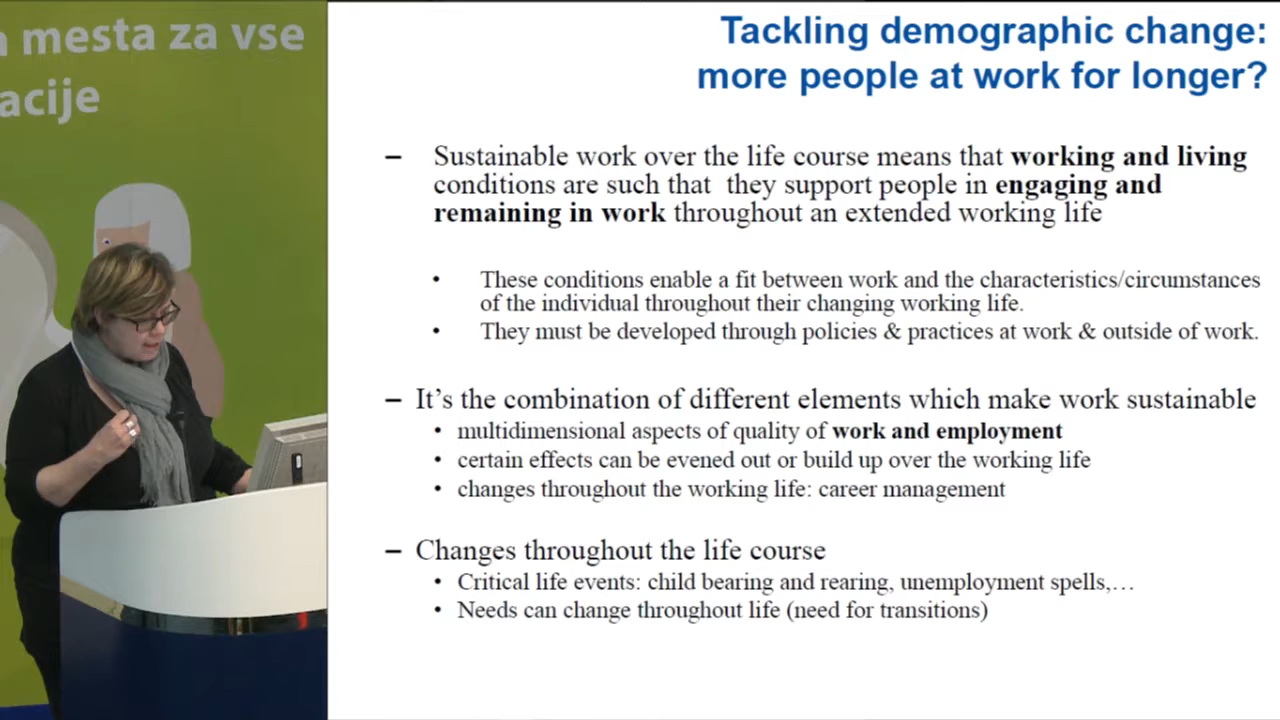 mesta za vse
acije
Tackling demographic change:
more people at work for longer?
– Sustainable work over the life course means that working and living
conditions are such that they support people in engaging and
remaining in work throughout an extended working life
• These conditions enable a fit between work and the characteristics/circumstances
of the individual throughout their changing working life.
• They must be developed through policies & practices at work & outside of work.
– It’s the combination of different elements which make work sustainable
• multidimensional aspects of quality of work and employment
• certain effects can be evened out or build up over the working life
• changes throughout the working life: career management
– Changes throughout the life course
• Critical life events: child bearing and rearing, unemployment spells,…
• Needs can change throughout life (need for transitions)